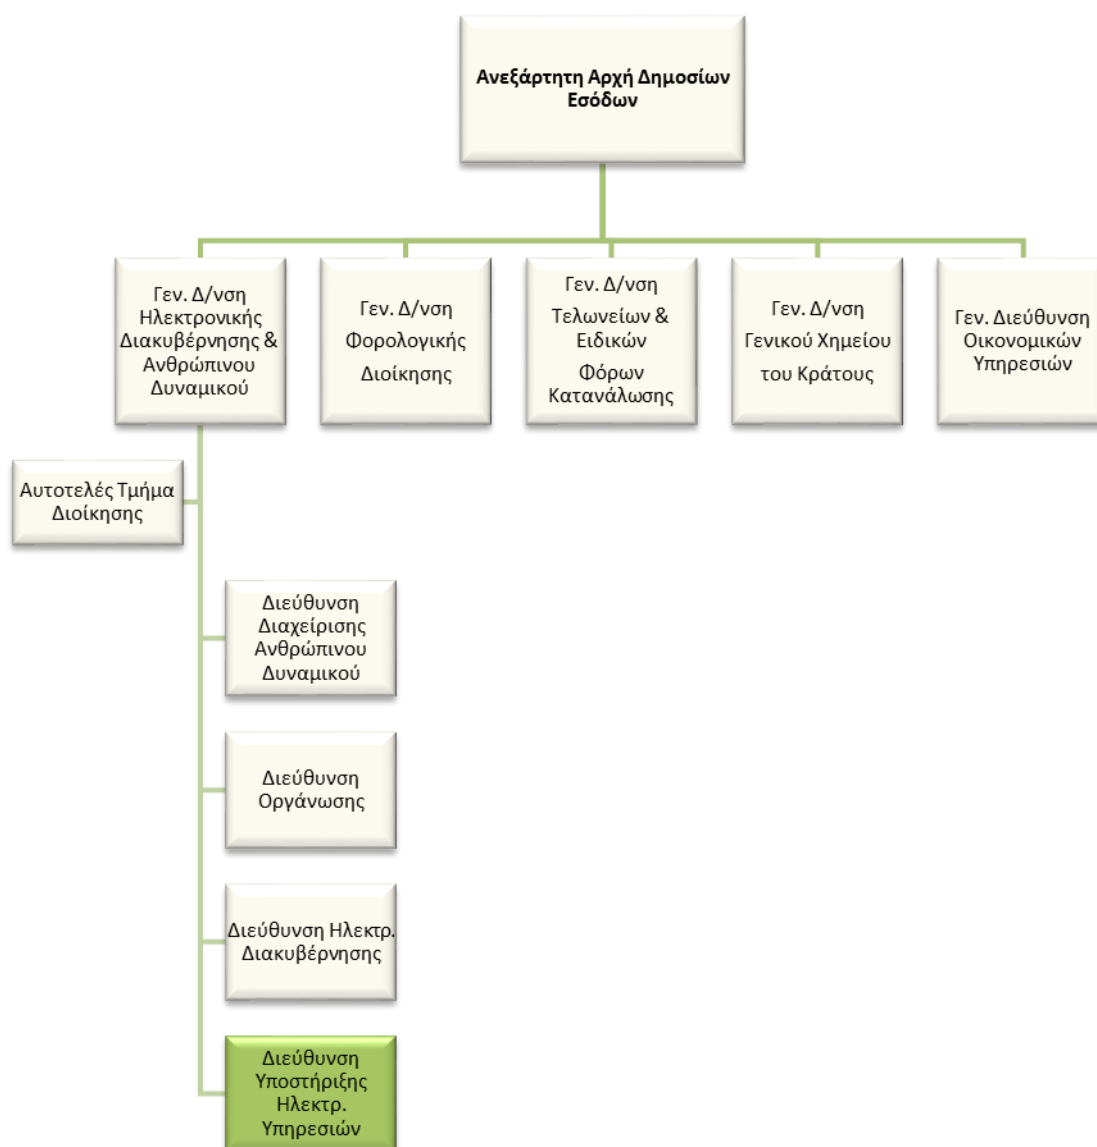 Ανεξάρτητη Αρχή Δημοσίων
Εσόδων
Γεν. Δ/νση
Ηλεκτρονικής
Διακυβέρνησης &
Ανθρώπινου
Δυναμικού
Γεν. Δ/νση
Φορολογικής
Διοίκησης
Γεν. Δ/νση
Τελωνείων &
Ειδικών
Φόρων
Κατανάλωσης
Γεν. Δ/νση
Γενικού Χημείου
του Κράτους
Γεν. Διεύθυνση
Οικονομικών
Υπηρεσιών
Αυτοτελές Τμήμα
Διοίκησης
Διεύθυνση
Διαχείρισης
Ανθρώπινου
Δυναμικού
Διεύθυνση
Οργάνωσης
Διεύθυνση Ηλεκτρ.
Διακυβέρνησης
Διεύθυνση
Υποστήριξης
Ηλεκτρ.
Υπηρεσιών